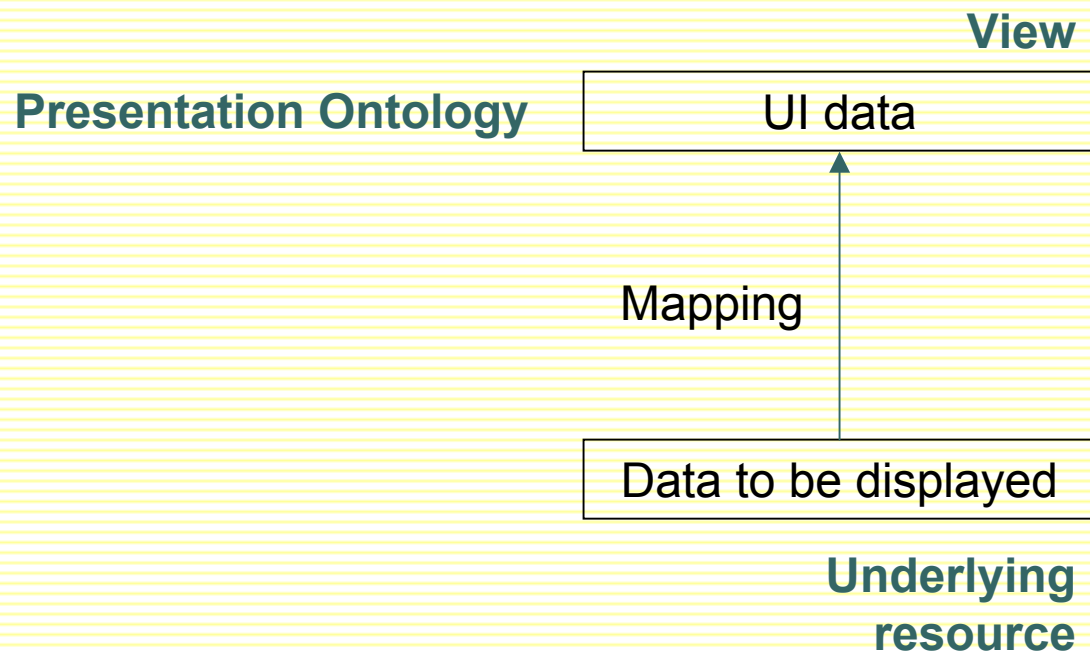 View
Presentation Ontology
UI data
Mapping
Data to be displayed
Underlying
resource